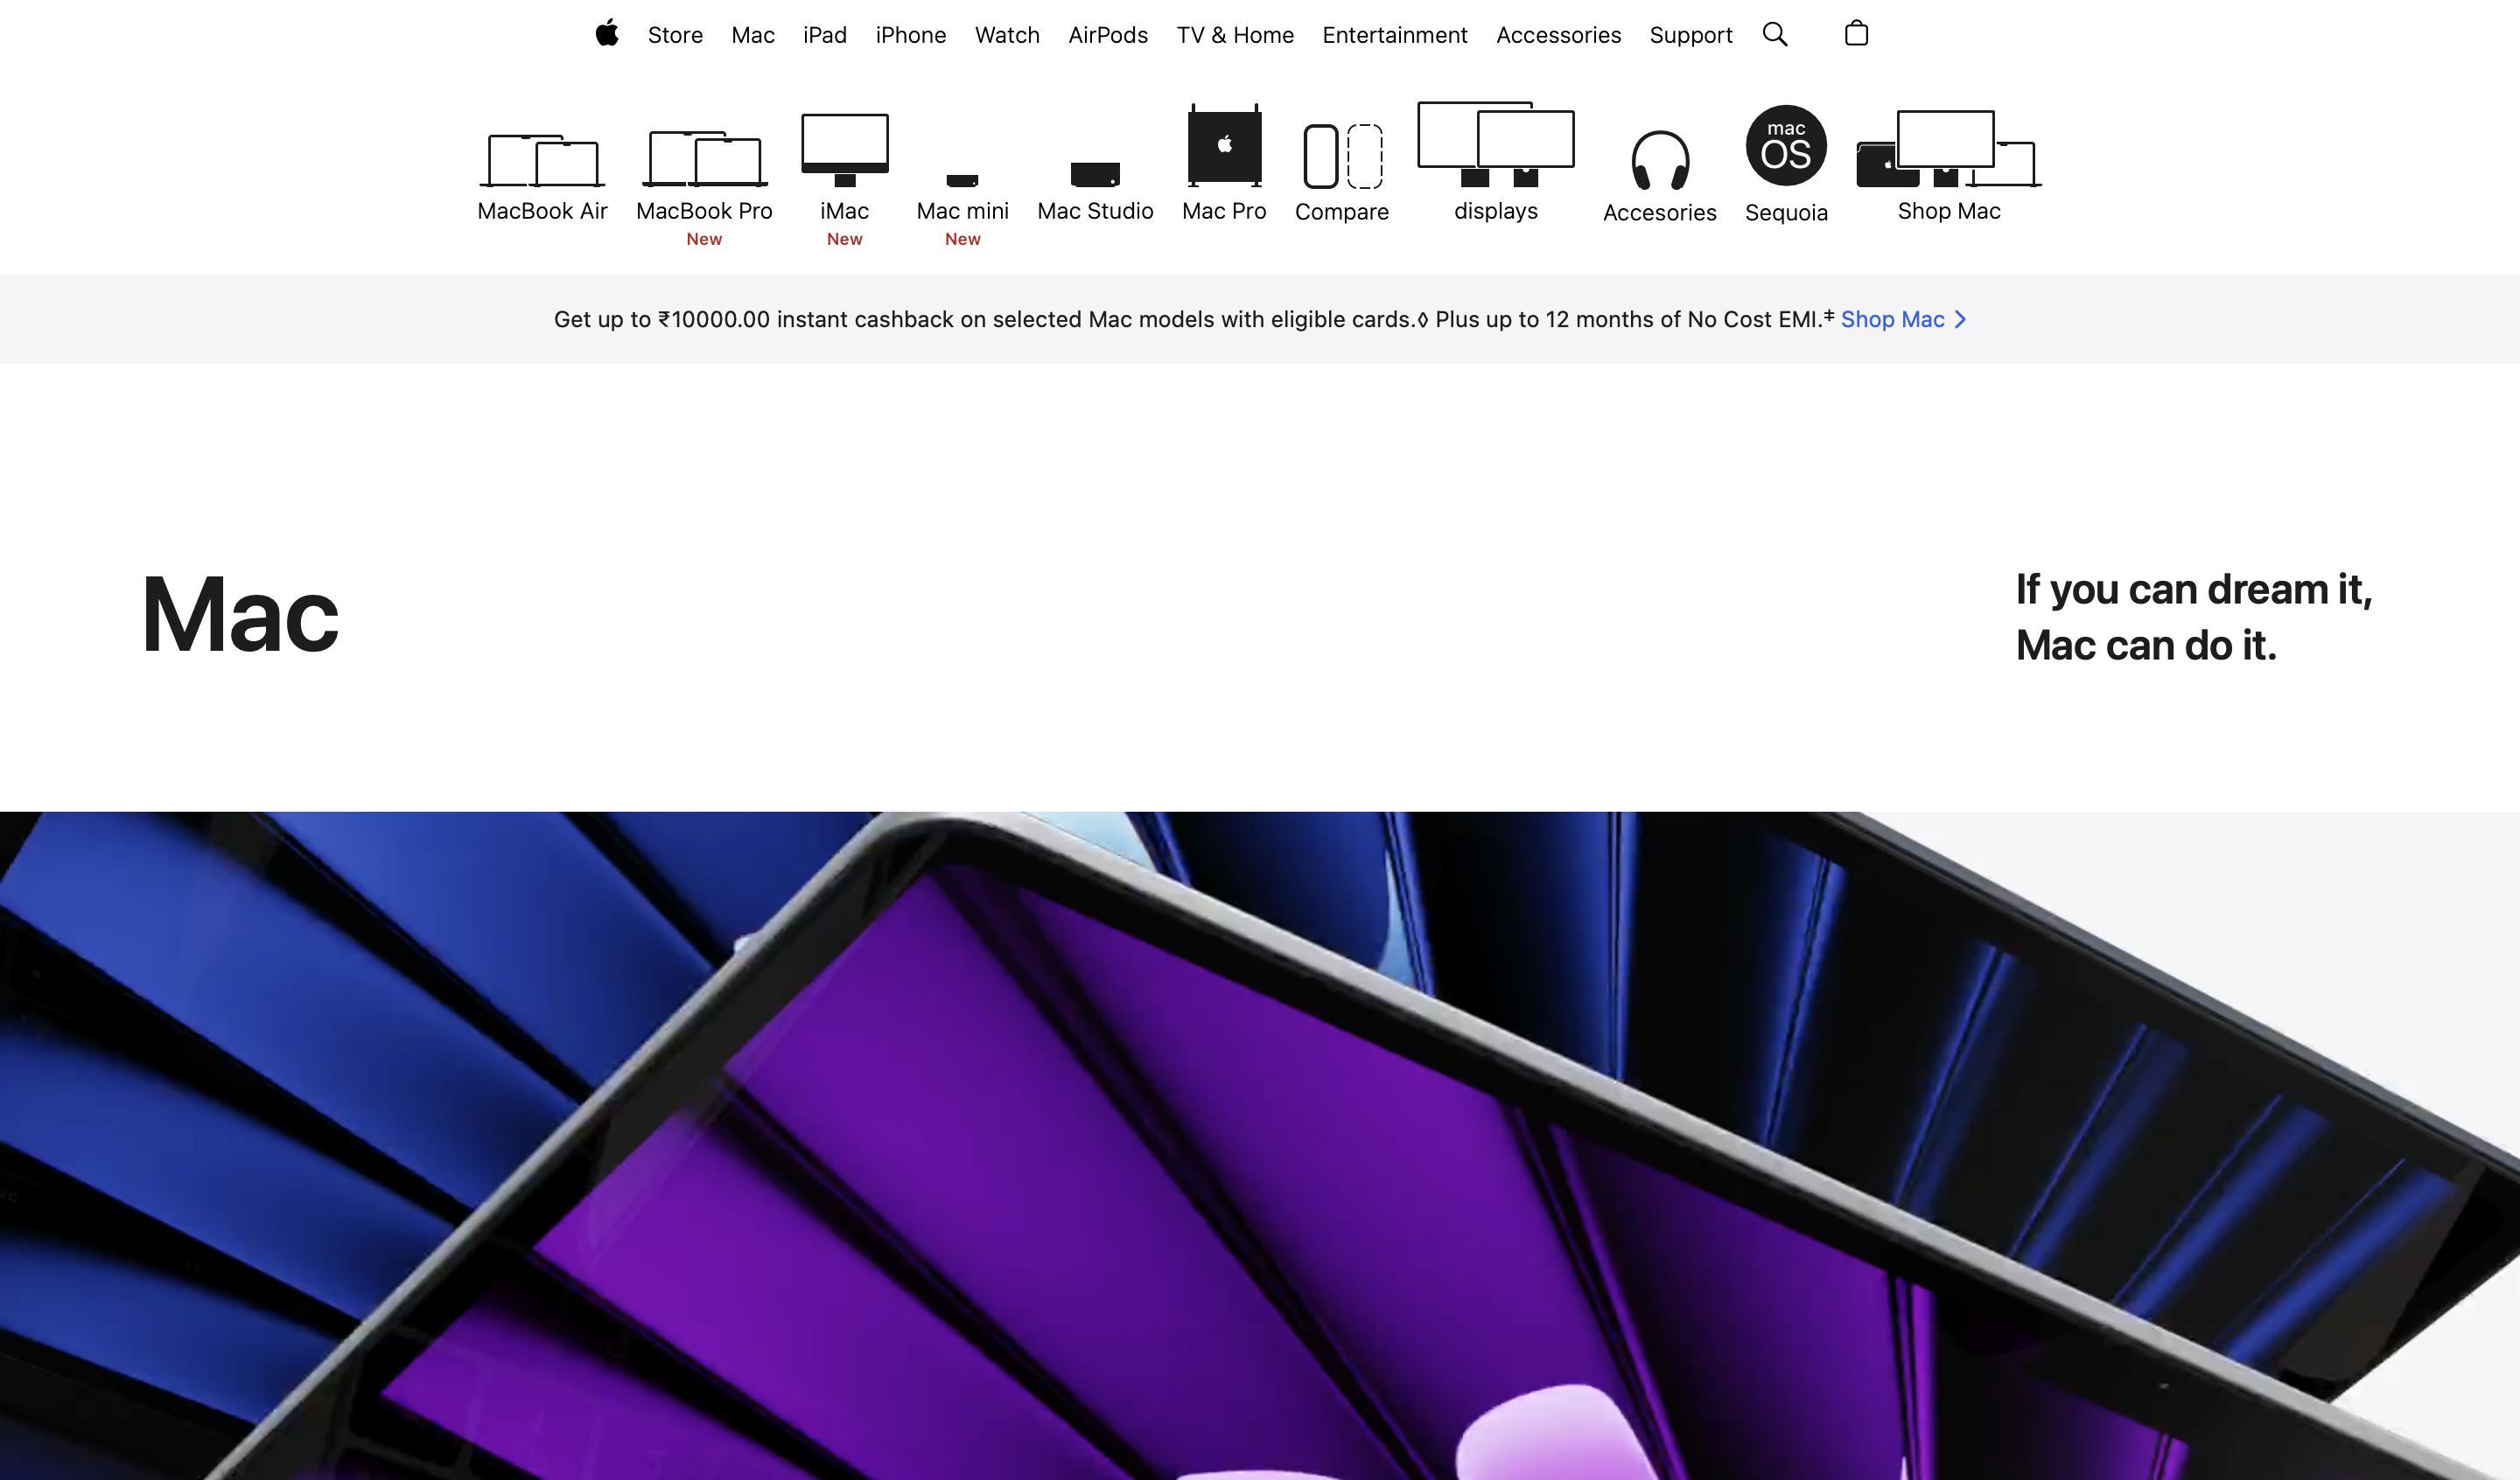 Store Mac iPad iPhone Watch AirPods TV & Home Entertainment Accessories Support
mac
OS
MacBook Air MacBook Pro iMac Mac mini Mac Studio Mac Pro Compare displays Accesories Sequoia Shop Mac
New New New
Get up to ₹10000.00 instant cashback on selected Mac models with eligible cards.◊ Plus up to 12 months of No Cost EMI.‡ Shop Mac >
Mac
If you can dream it,
Mac can do it.